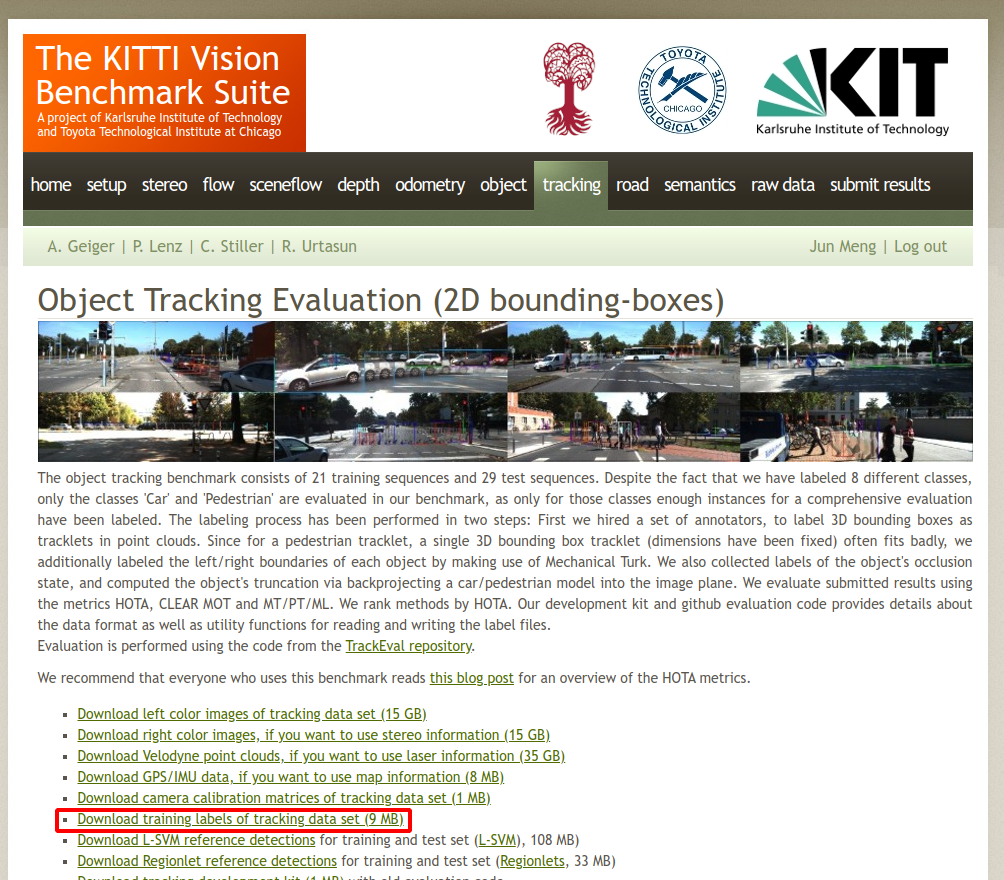 The KITTI Vision
Benchmark Suite
A project of Karlsruhe Institute of Technology
and Toyota Technological Institute at Chicago
TOYOTA
TECHNOLOGICAL INSTITUTE
CHICAGO
KIT
Karlsruhe Institute of Technology
home setup stereo flow sceneflow depth odometry object tracking road semantics raw data submit results
A. Geiger | P. Lenz | C. Stiller | R. Urtasun Jun Meng | Log out
Object Tracking Evaluation (2D bounding-boxes)
The object tracking benchmark consists of 21 training sequences and 29 test sequences. Despite the fact that we have labeled 8 different classes,
only the classes 'Car' and 'Pedestrian' are evaluated in our benchmark, as only for those classes enough instances for a comprehensive evaluation
have been labeled. The labeling process has been performed in two steps: First we hired a set of annotators, to label 3D bounding boxes as
tracklets in point clouds. Since for a pedestrian tracklet, a single 3D bounding box tracklet (dimensions have been fixed) often fits badly, we
additionally labeled the left/right boundaries of each object by making use of Mechanical Turk. We also collected labels of the object's occlusion
state, and computed the object's truncation via backprojecting a car/pedestrian model into the image plane. We evaluate submitted results using
the metrics HOTA, CLEAR MOT and MT/PT/ML. We rank methods by HOTA. Our development kit and github evaluation code provides details about
the data format as well as utility functions for reading and writing the label files.
Evaluation is performed using the code from the TrackEval repository.
We recommend that everyone who uses this benchmark reads this blog post for an overview of the HOTA metrics.
Download left color images of tracking data set (15 GB)
Download right color images, if you want to use stereo information (15 GB)
Download Velodyne point clouds, if you want to use laser information (35 GB)
Download GPS/IMU data, if you want to use map information (8 MB)
Download camera calibration matrices of tracking data set (1 MB)
Download training labels of tracking data set (9 MB)
Download L-SVM reference detections for training and test set (L-SVM), 108 MB)
Download Regionlet reference detections for training and test set (Regionlets, 33 MB)
Download tracking development kit (1 MB) with old evaluation code